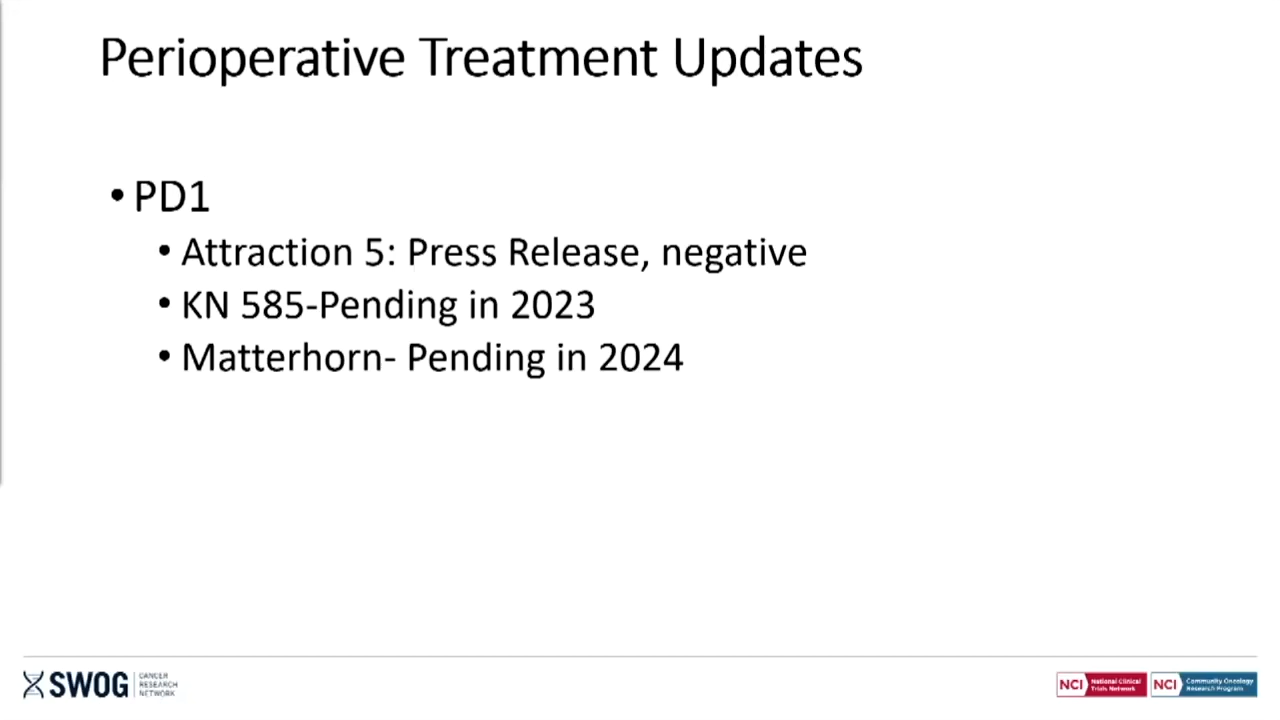 Perioperative Treatment Updates
• PD1
• Attraction 5: Press Release, negative
• KN 585-Pending in 2023
• Matterhorn- Pending in 2024
SWOG
CANCER
RESEARCH
NETWORK
NCI
National Clinical
Trials Network
NCI
Community Oncology
Research Program